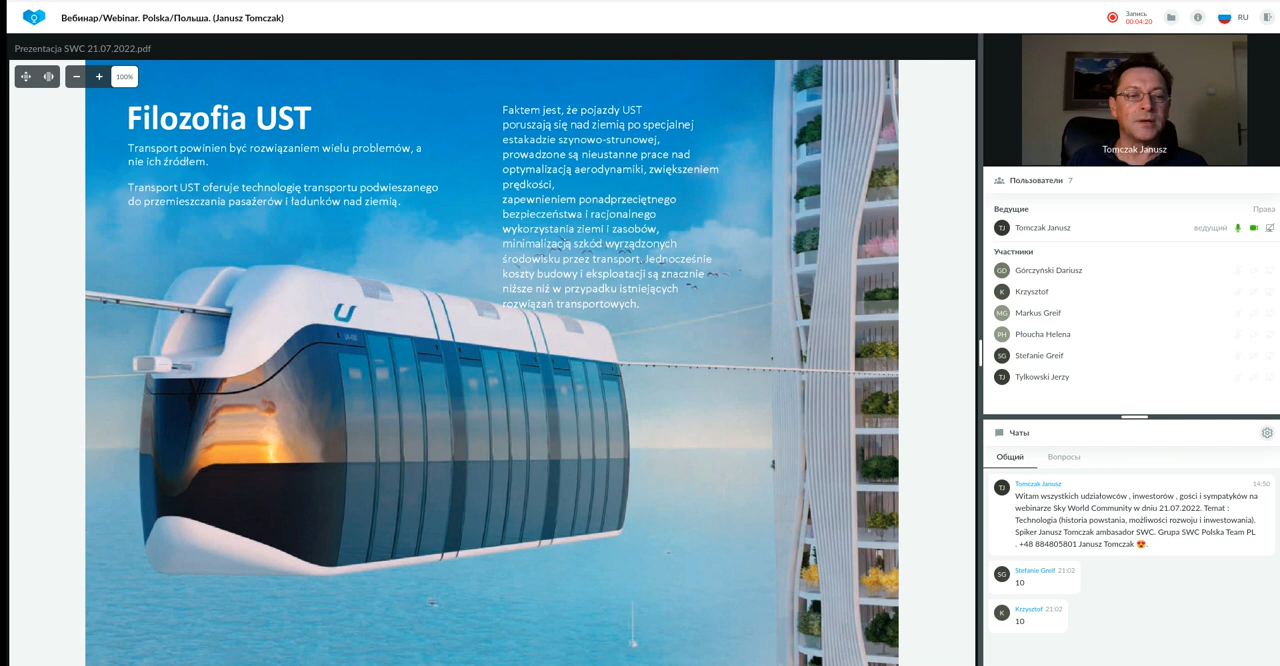 Вебинар/Webinar. Polska/Польша. (Janusz Tomczak)
Запись
00:04:20
RU
Prezentacja SWC 21.07.2022.pdf
100%
Filozofia UST
Transport powinien być rozwiązaniem wielu problemów, a
nie ich źródłem.
Transport UST oferuje technologię transportu podwieszanego
do przemieszczania pasażerów i ładunków nad ziemią.
Faktem jest, że pojazdy UST
poruszają się nad ziemią po specjalnej
estakadzie szynowo-strunowej,
prowadzone są nieustanne prace nad
optymalizacją aerodynamiki, zwiększeniem
prędkości,
zapewnieniem ponadprzeciętnego
bezpieczeństwa i racjonalnego
wykorzystania ziemi i zasobów,
minimalizacją szkód wyrządzonych
środowisku przez transport. Jednocześnie
koszty budowy i eksploatacji są znacznie
niższe niż w przypadku istniejących
rozwiązań transportowych.
Tomczak Janusz
Пользователи 7
Ведущие Права
TJ Tomczak Janusz ведущий
Участники
GD Górczyński Dariusz
K Krzysztof
MG Markus Greif
PH Płoucha Helena
SG Stefanie Greif
TJ Tylkowski Jerzy
Чаты
Общий Вопросы
TJ Tomczak Janusz 14:50
Witam wszystkich udziałowców , inwestorów , gości i sympatyków na
webinarze Sky World Community w dniu 21.07.2022. Temat :
Technologia (historia powstania, możliwości rozwoju i inwestowania).
Spiker Janusz Tomczak ambasador SWC. Grupa SWC Polska Team PL
. +48 884805801 Janusz Tomczak 😍.
SG Stefanie Greif 21:02
10
K Krzysztof 21:02
10